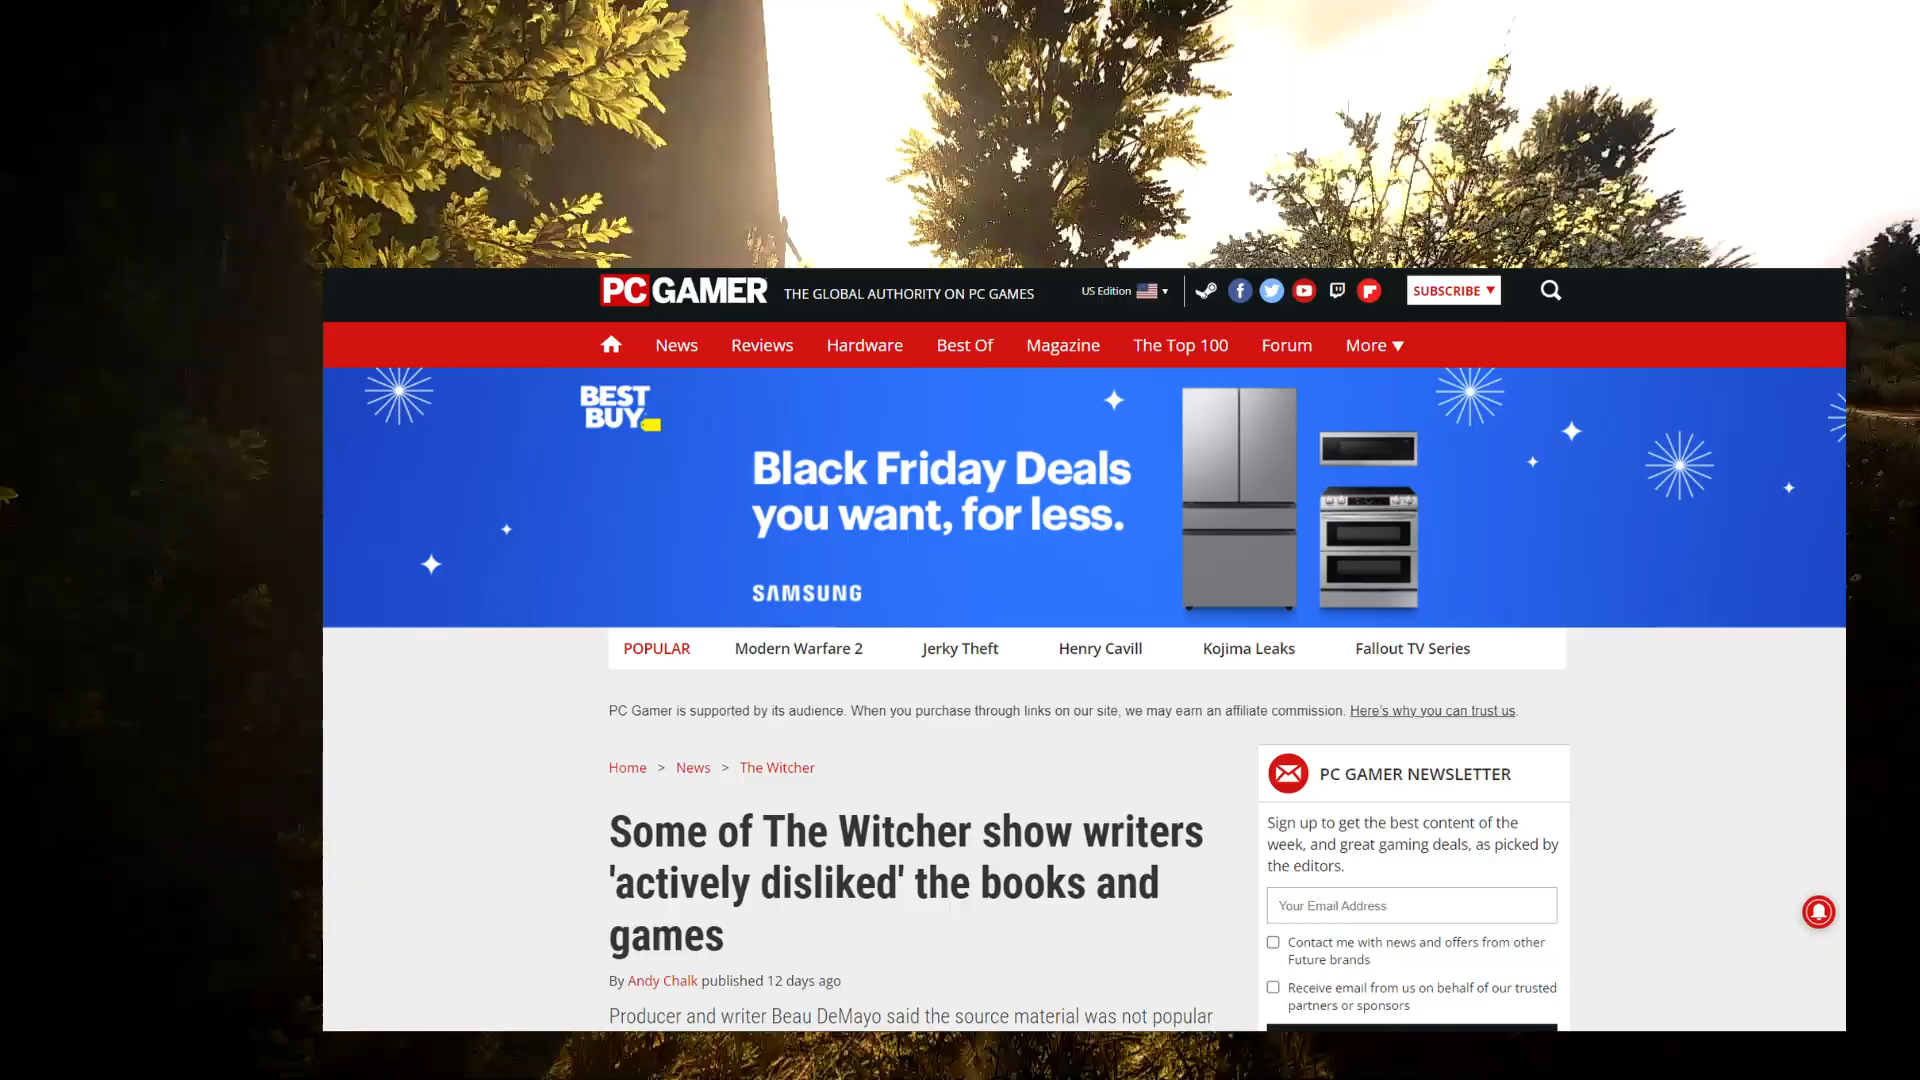 PC GAMER THE GLOBAL AUTHORITY ON PC GAMES US Edition SUBSCRIBE
News Reviews Hardware Best Of Magazine The Top 100 Forum More
BEST
BUY
Black Friday Deals
you want, for less.
SAMSUNG
POPULAR Modern Warfare 2 Jerky Theft Henry Cavill Kojima Leaks Fallout TV Series
PC Gamer is supported by its audience. When you purchase through links on our site, we may earn an affiliate commission. Here's why you can trust us.
Home > News > The Witcher
Some of The Witcher show writers
'actively disliked' the books and
games
By Andy Chalk published 12 days ago
Producer and writer Beau DeMayo said the source material was not popular
PC GAMER NEWSLETTER
Sign up to get the best content of the
week, and great gaming deals, as picked by
the editors.
Your Email Address
Contact me with news and offers from other
Future brands
Receive email from us on behalf of our trusted
partners or sponsors